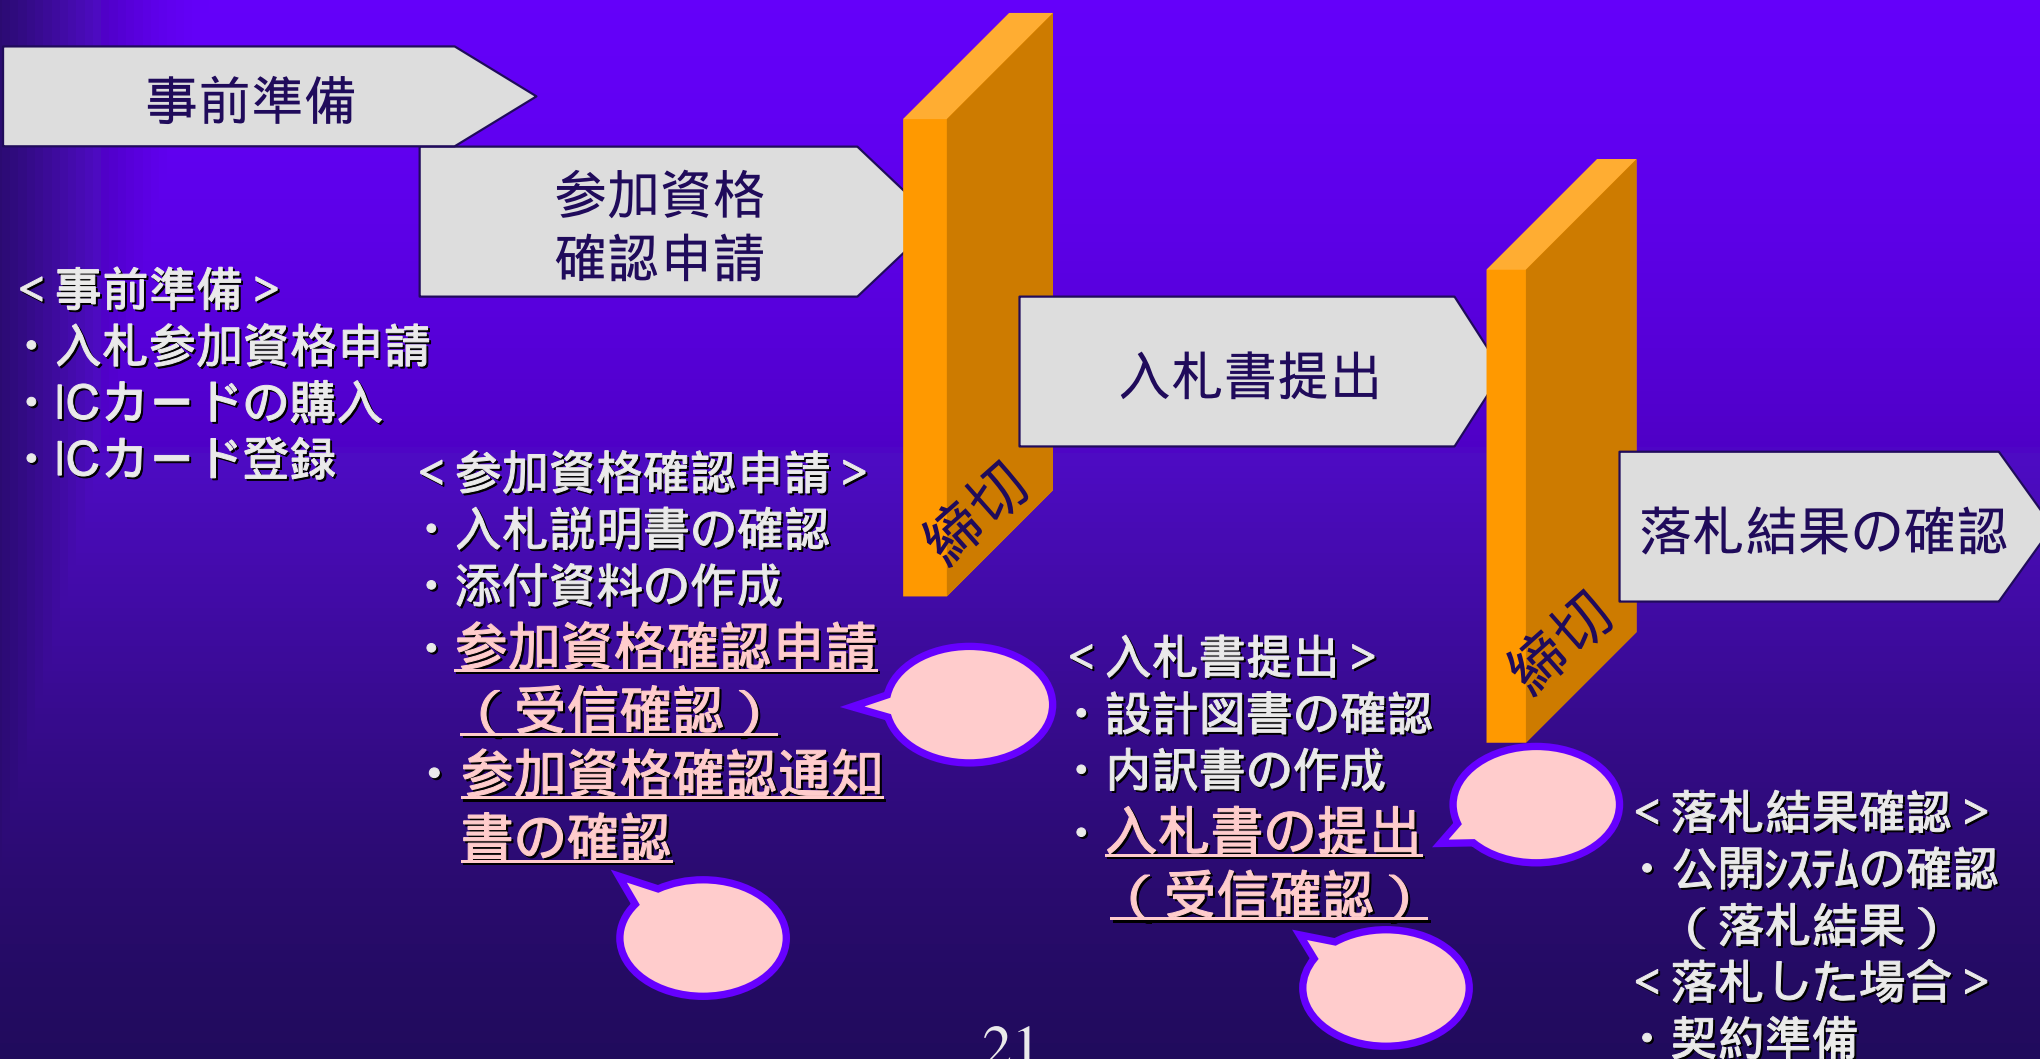 事前準備
参加資格
確認申請
入札書提出
落札結果の確認
締切
締切
＜事前準備＞
・入札参加資格申請
・ICカードの購入
・ICカード登録
＜参加資格確認申請＞
・入札説明書の確認
・添付資料の作成
・参加資格確認申請
（受信確認）
・参加資格確認通知
書の確認
＜入札書提出＞
・設計図書の確認
・内訳書の作成
・入札書の提出
（受信確認）
＜落札結果確認＞
・公開ｼｽﾃﾑの確認
（落札結果）
＜落札した場合＞
・契約準備
21